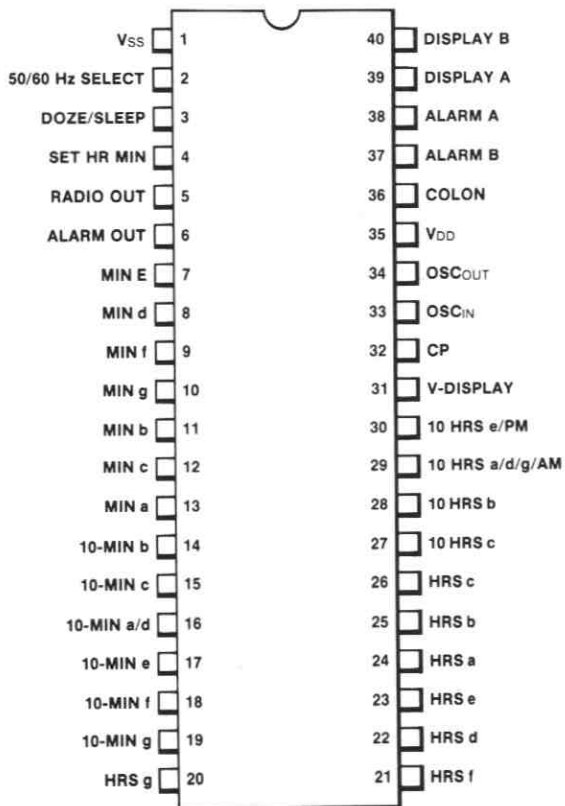 VSS 1 40 DISPLAY B
50/60 Hz SELECT 2 39 DISPLAY A
DOZE/SLEEP 3 38 ALARM A
SET HR MIN 4 37 ALARM B
RADIO OUT 5 36 COLON
ALARM OUT 6 35 VDD
MIN E 7 34 OSCOUT
MIN d 8 33 OSCIN
MIN f 9 32 CP
MIN g 10 31 V-DISPLAY
MIN b 11 30 10 HRS e/PM
MIN c 12 29 10 HRS a/d/g/AM
MIN a 13 28 10 HRS b
10-MIN b 14 27 10 HRS c
10-MIN c 15 26 HRS c
10-MIN a/d 16 25 HRS b
10-MIN e 17 24 HRS a
10-MIN f 18 23 HRS e
10-MIN g 19 22 HRS d
HRS g 20 21 HRS f